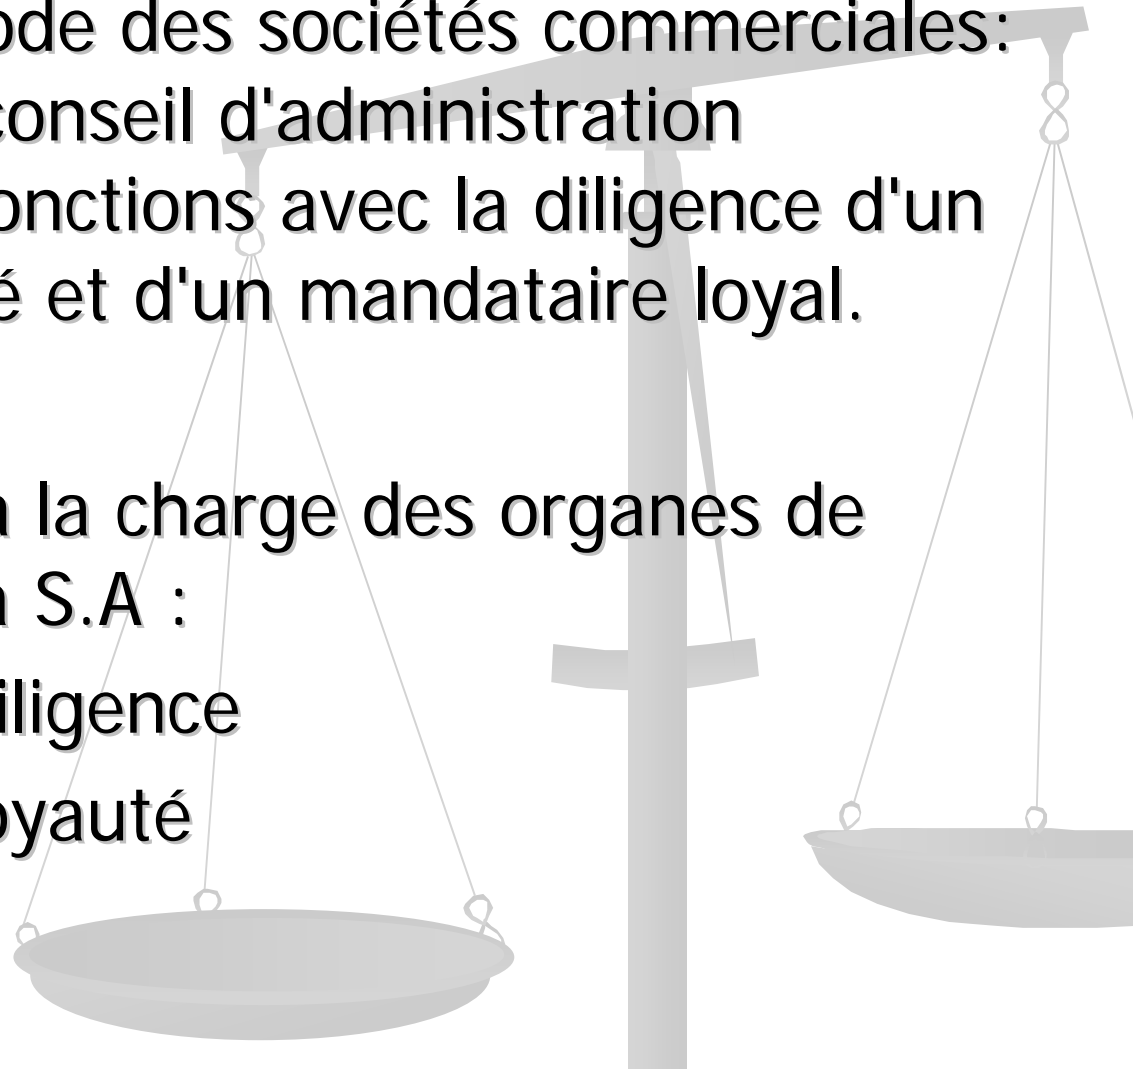 ode des sociétés commerciales:
conseil d'administration
onctions avec la diligence d'un
é et d'un mandataire loyal.
la charge des organes de
S.A :
iligence
oyauté